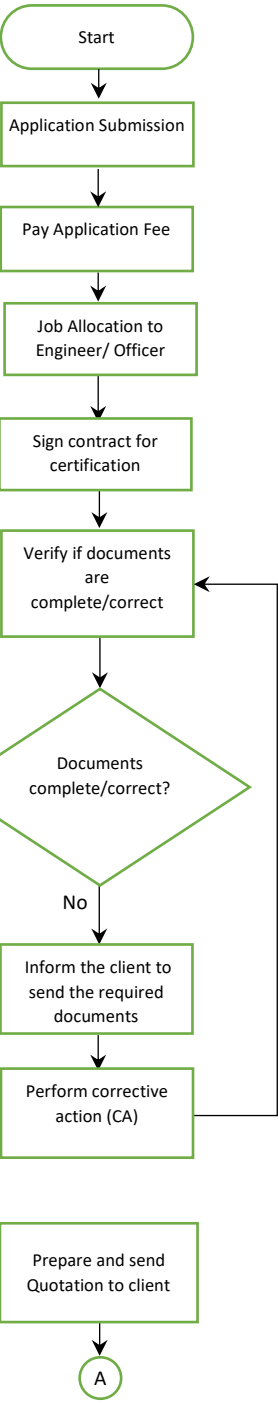 Start
Application Submission
Pay Application Fee
Job Allocation to
Engineer/ Officer
Sign contract for
certification
Verify if documents
are
complete/correct
Documents
complete/correct?
No
Inform the client to
send the required
documents
Perform corrective
action (CA)
Prepare and send
Quotation to client
A